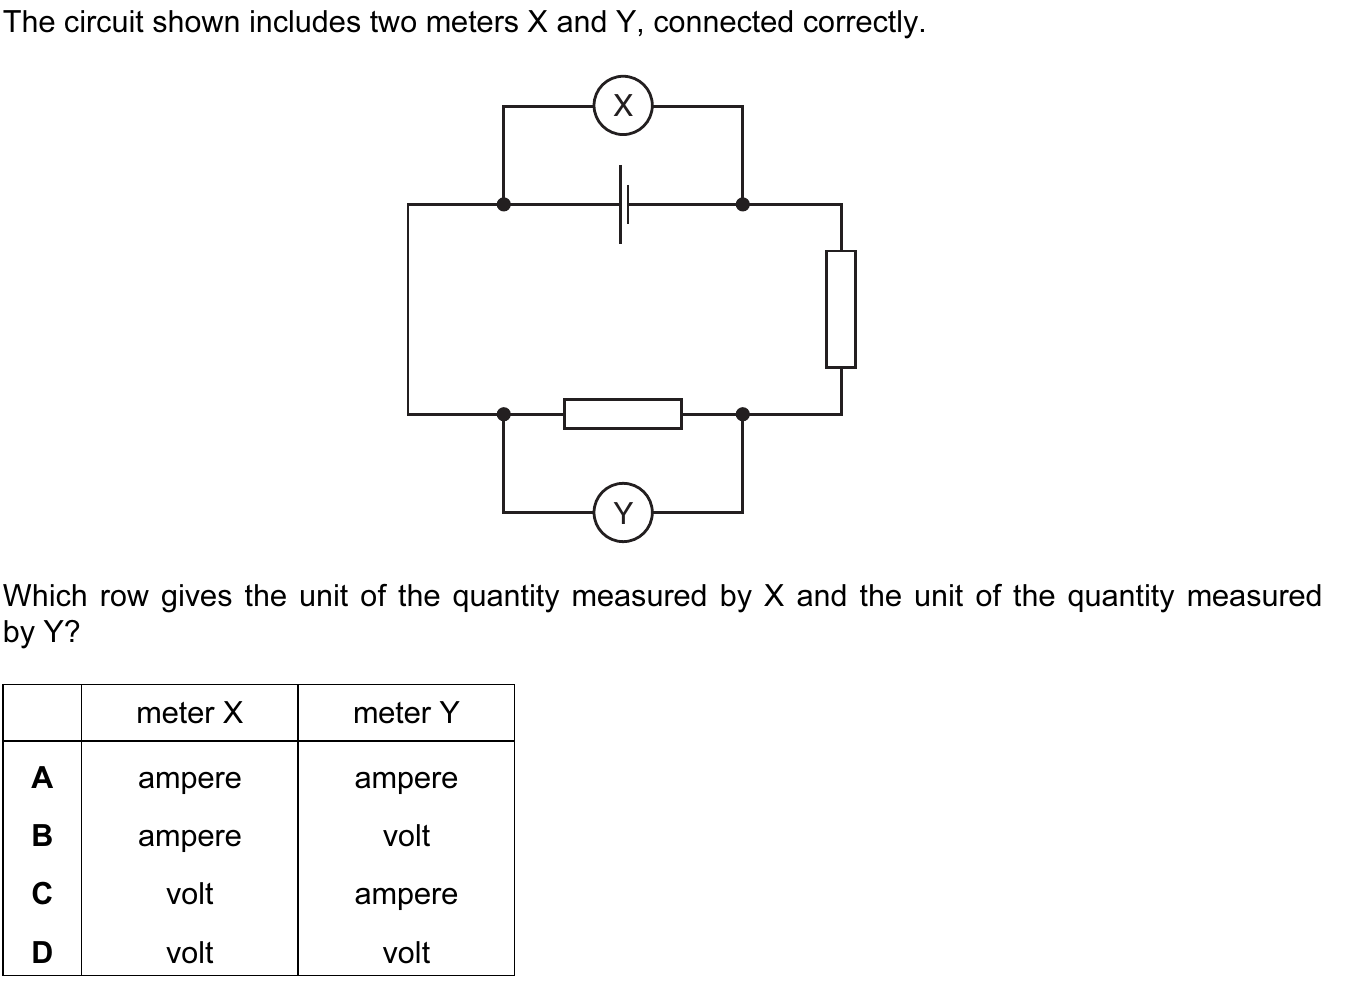 The circuit shown includes two meters X and Y, connected correctly.
X
Y
Which row gives the unit of the quantity measured by X and the unit of the quantity measured
by Y?
meter X meter Y
A ampere ampere
B ampere volt
C volt ampere
D volt volt